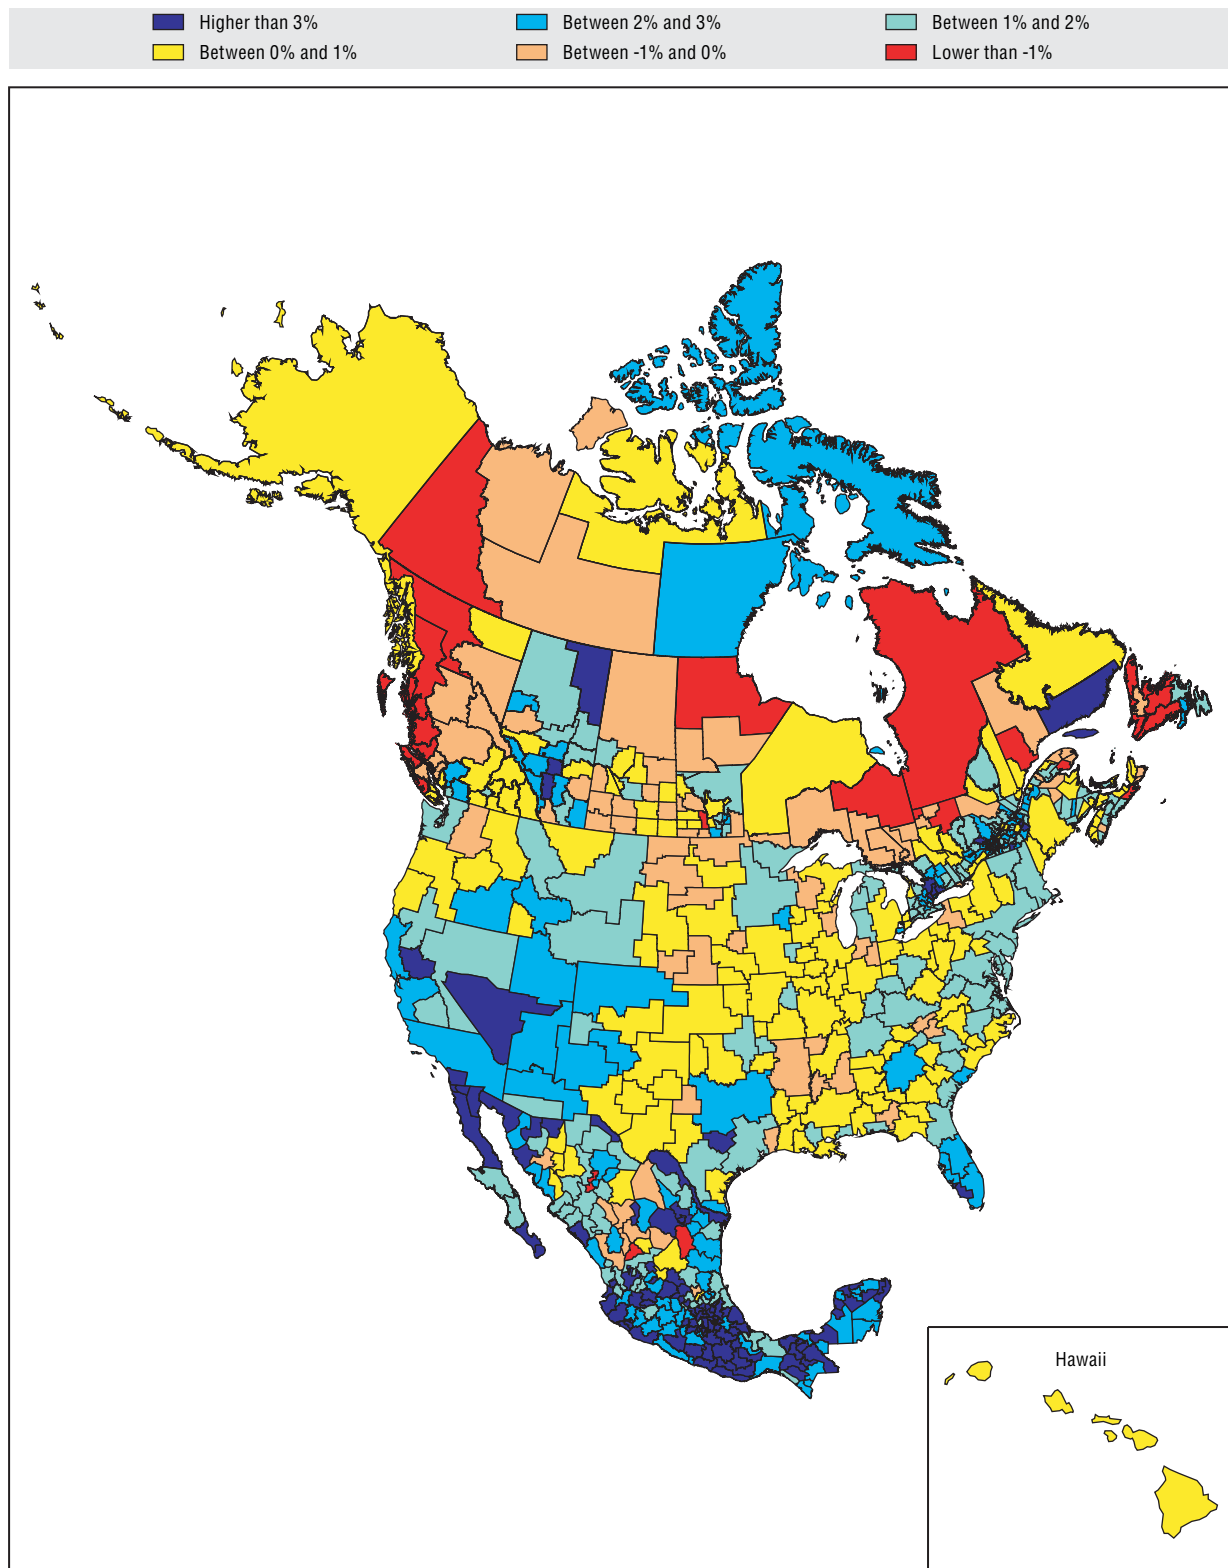 Higher than 3% Between 2% and 3% Between 1% and 2%
Between 0% and 1% Between -1% and 0% Lower than -1%
Hawaii